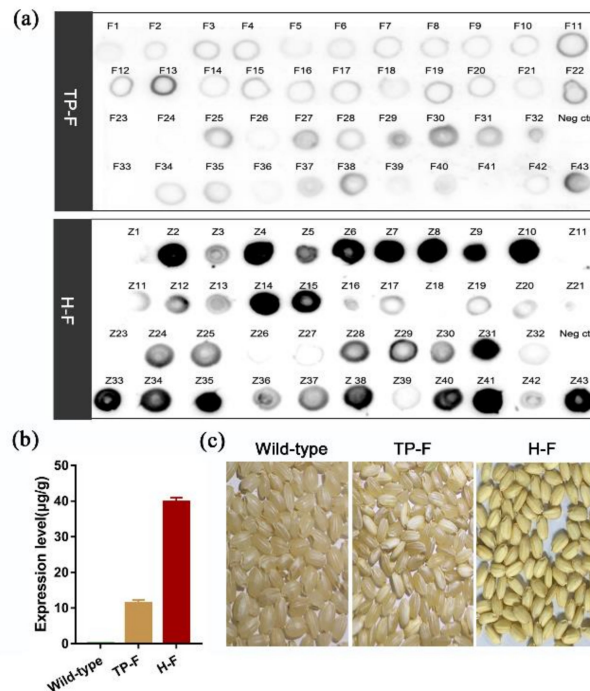 (a)
TP-F
F1 F2 F3 F4 F5 F6 F7 F8 F9 F10 F11
F12 F13 F14 F15 F16 F17 F18 F19 F20 F21 F22
F23 F24 F25 F26 F27 F28 F29 F30 F31 F32 Neg ctr
F33 F34 F35 F36 F37 F38 F39 F40 F41 F42 F43
H-F
Z1 Z2 Z3 Z4 Z5 Z6 Z7 Z8 Z9 Z10 Z11
Z11 Z12 Z13 Z14 Z15 Z16 Z17 Z18 Z19 Z20 Z21
Z23 Z24 Z25 Z26 Z27 Z28 Z29 Z30 Z31 Z32 Neg ct
Z33 Z34 Z35 Z36 Z37 Z 38 Z39 Z40 Z41 Z42 Z43
(b)
Expression level(μg/g)
50
40
30
20
10
0
Wild-type TP-F H-F
(c)
Wild-type TP-F H-F